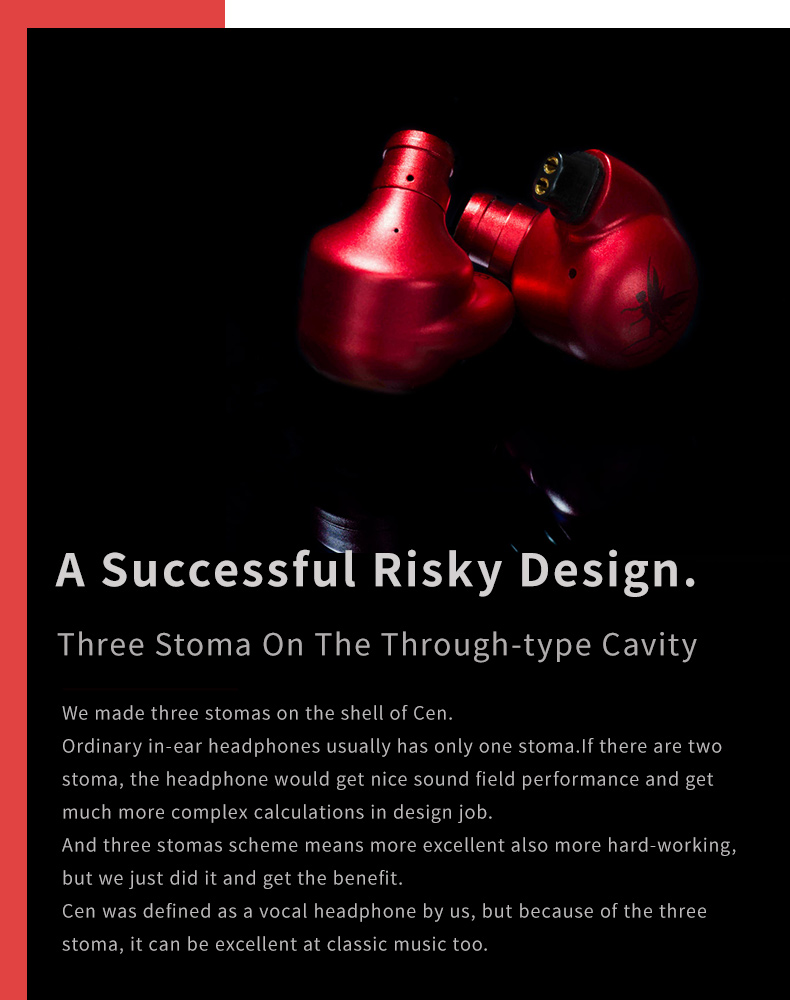 A Successful Risky Design.
Three Stoma On The Through-type Cavity
We made three stomas on the shell of Cen.
Ordinary in-ear headphones usually has only one stoma.If there are two
stoma, the headphone would get nice sound field performance and get
much more complex calculations in design job.
And three stomas scheme means more excellent also more hard-working,
but we just did it and get the benefit.
Cen was defined as a vocal headphone by us, but because of the three
stoma, it can be excellent at classic music too.